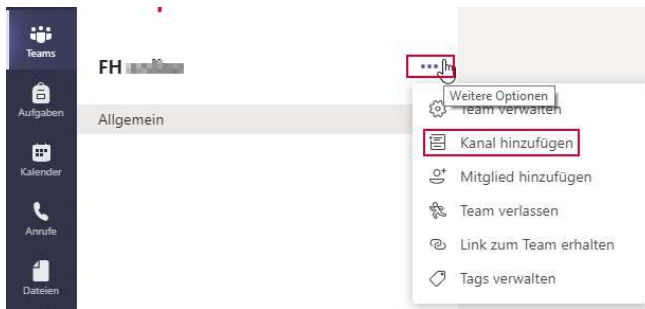 Teams
Aufgaben
Kalender
Anrufe
Dateien
FH
Allgemein
•••
Weitere Optionen
Team verwalten
Kanal hinzufügen
Mitglied hinzufügen
Team verlassen
Link zum Team erhalten
Tags verwalten